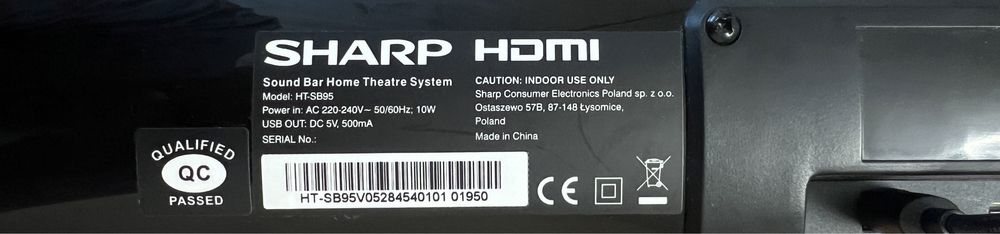 SHARP HDMI
Sound Bar Home Theatre System
Model: HT-SB95
Power in: AC 220-240V~ 50/60Hz; 10W
USB OUT: DC 5V, 500mA
SERIAL No.:
CAUTION: INDOOR USE ONLY
Sharp Consumer Electronics Poland sp. z o.o.
Ostaszewo 57B, 87-148 Łysomice,
Poland
Made in China
QUALIFIED
QC
PASSED
HT-SB95V05284540101 01950
CE